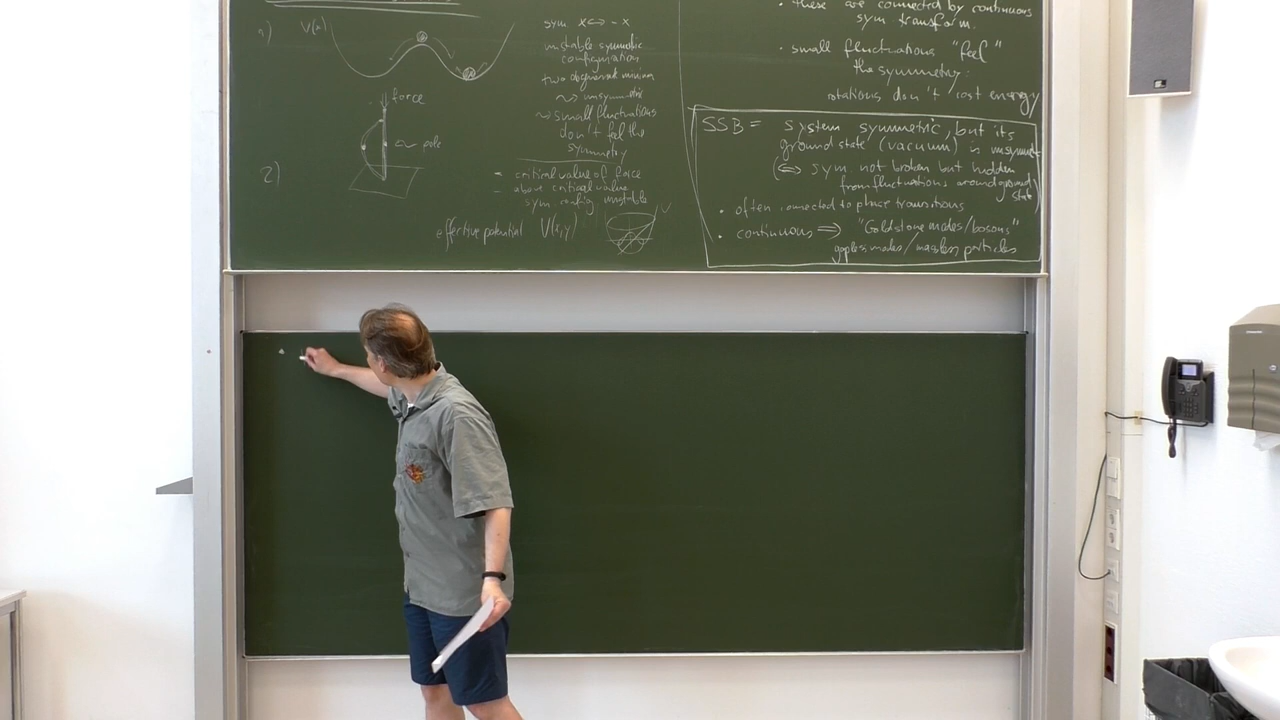 1)
V(x)
sym x ⇔ -x
unstable symmetric
configuration
two degenerate minima
~> unsymmetric
~> small fluctuations
don't feel the
symmetry
2)
force
~ pole
- critical value of force
- above critical value
sym. config. unstable
effective potential V(x,y)
V
• these are connected by continuous
sym. transform.
• small fluctuations "feel"
the symmetry:
rotations don't cost energy
SSB = system symmetric, but its
ground state (vacuum) is unsymmetr.
(⇔ sym not broken but hidden
from fluctuations around ground
state)
• often connected to phase transitions
• continuous ⇒ "Goldstone modes/bosons"
gapless modes/massless particles